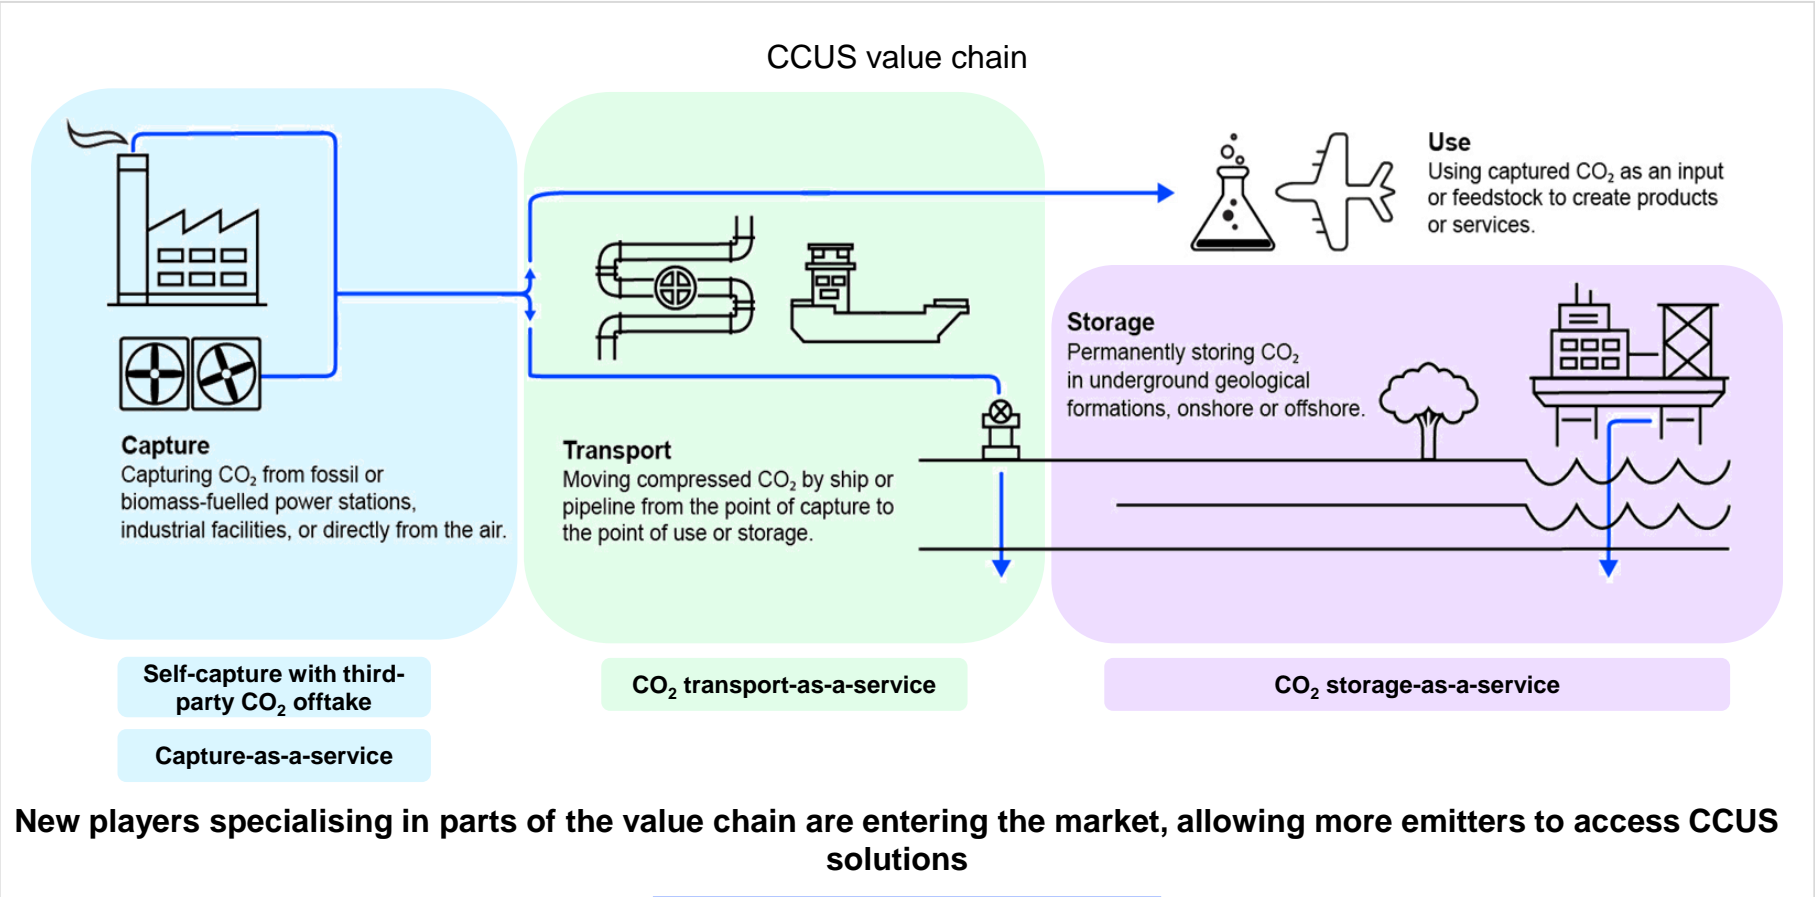 CCUS value chain
Use
Using captured CO₂ as an input
or feedstock to create products
or services.
Storage
Permanently storing CO₂
in underground geological
formations, onshore or offshore.
Capture
Capturing CO₂ from fossil or
biomass-fuelled power stations,
industrial facilities, or directly from the air.
Transport
Moving compressed CO₂ by ship or
pipeline from the point of capture to
the point of use or storage.
Self-capture with third-
party CO₂ offtake
Capture-as-a-service
CO₂ transport-as-a-service
CO₂ storage-as-a-service
New players specialising in parts of the value chain are entering the market, allowing more emitters to access CCUS
solutions